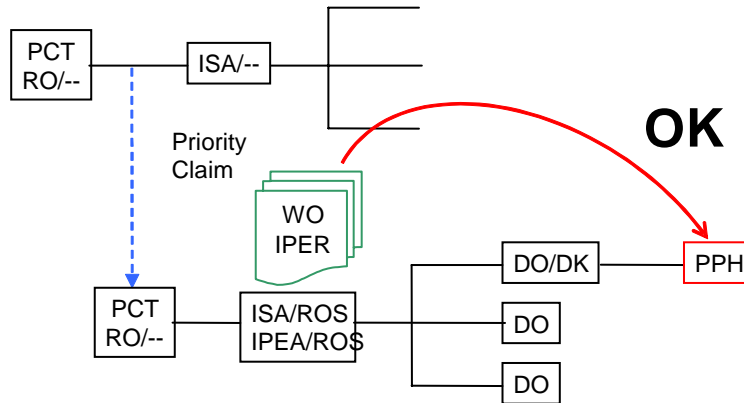 PCT
RO/--
ISA/--
Priority
Claim
OK
WO
IPER
DO/DK
PPH
PCT
RO/--
ISA/ROS
IPEA/ROS
DO
DO